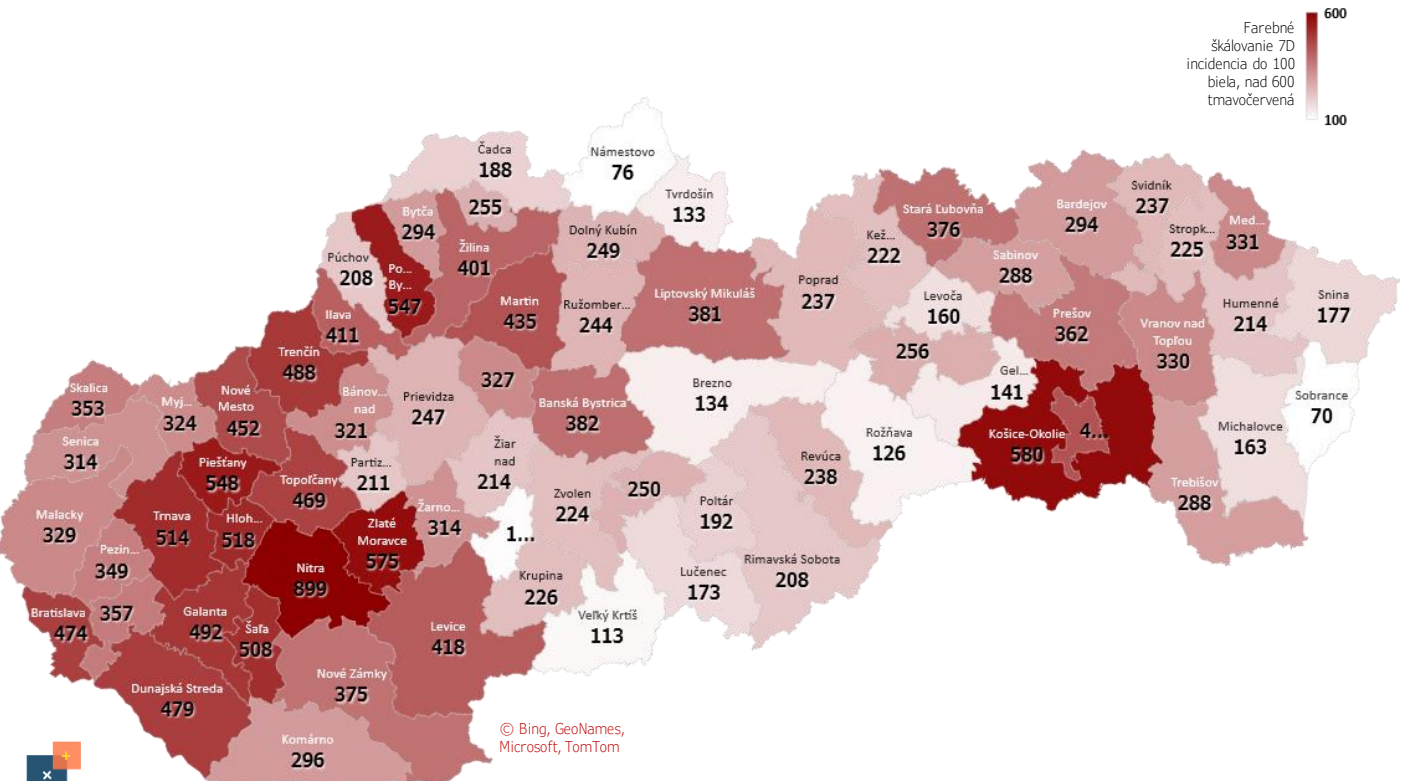 600
Farebné
škálovanie 7D
incidencia do 100
biela, nad 600
tmavočervená
100
Čadca
188
Námestovo
76
Tvrdošín
133
Bytča
294
255
Dolný Kubín
249
Žilina
401
Púchov
208
Po...
By...
547
Ilava
411
Martin
435
Ružomber...
244
Liptovský Mikuláš
381
Poprad
237
Kež...
222
Stará Ľubovňa
376
Levoča
160
Sabinov
288
Bardejov
294
Svidník
237
Stropk...
225
Med...
331
Humenné
214
Snina
177
Prešov
362
Vranov nad
Topľou
330
256
Gel...
141
Sobrance
70
Michalovce
163
Trebišov
288
Košice-Okolie
580
4...
Rožňava
126
Brezno
134
Revúca
238
Banská Bystrica
382
327
Trenčín
488
Bánov...
nad
321
Prievidza
247
Skalica
353
Myj...
324
Nové
Mesto
452
Senica
314
Piešťany
548
Topoľčany
469
Partiz...
211
Žiar
nad
214
Malacky
329
Trnava
514
Hloh...
518
Zlaté
Moravce
575
Žarno...
314
1...
Zvolen
224
250
Poltár
192
Pezin...
349
Nitra
899
Rimavská Sobota
208
Lučenec
173
Krupina
226
Veľký Krtíš
113
Bratislava
474
357
Galanta
492
Šaľa
508
Levice
418
Dunajská Streda
479
Nové Zámky
375
Komárno
296
© Bing, GeoNames,
Microsoft, TomTom
+
×